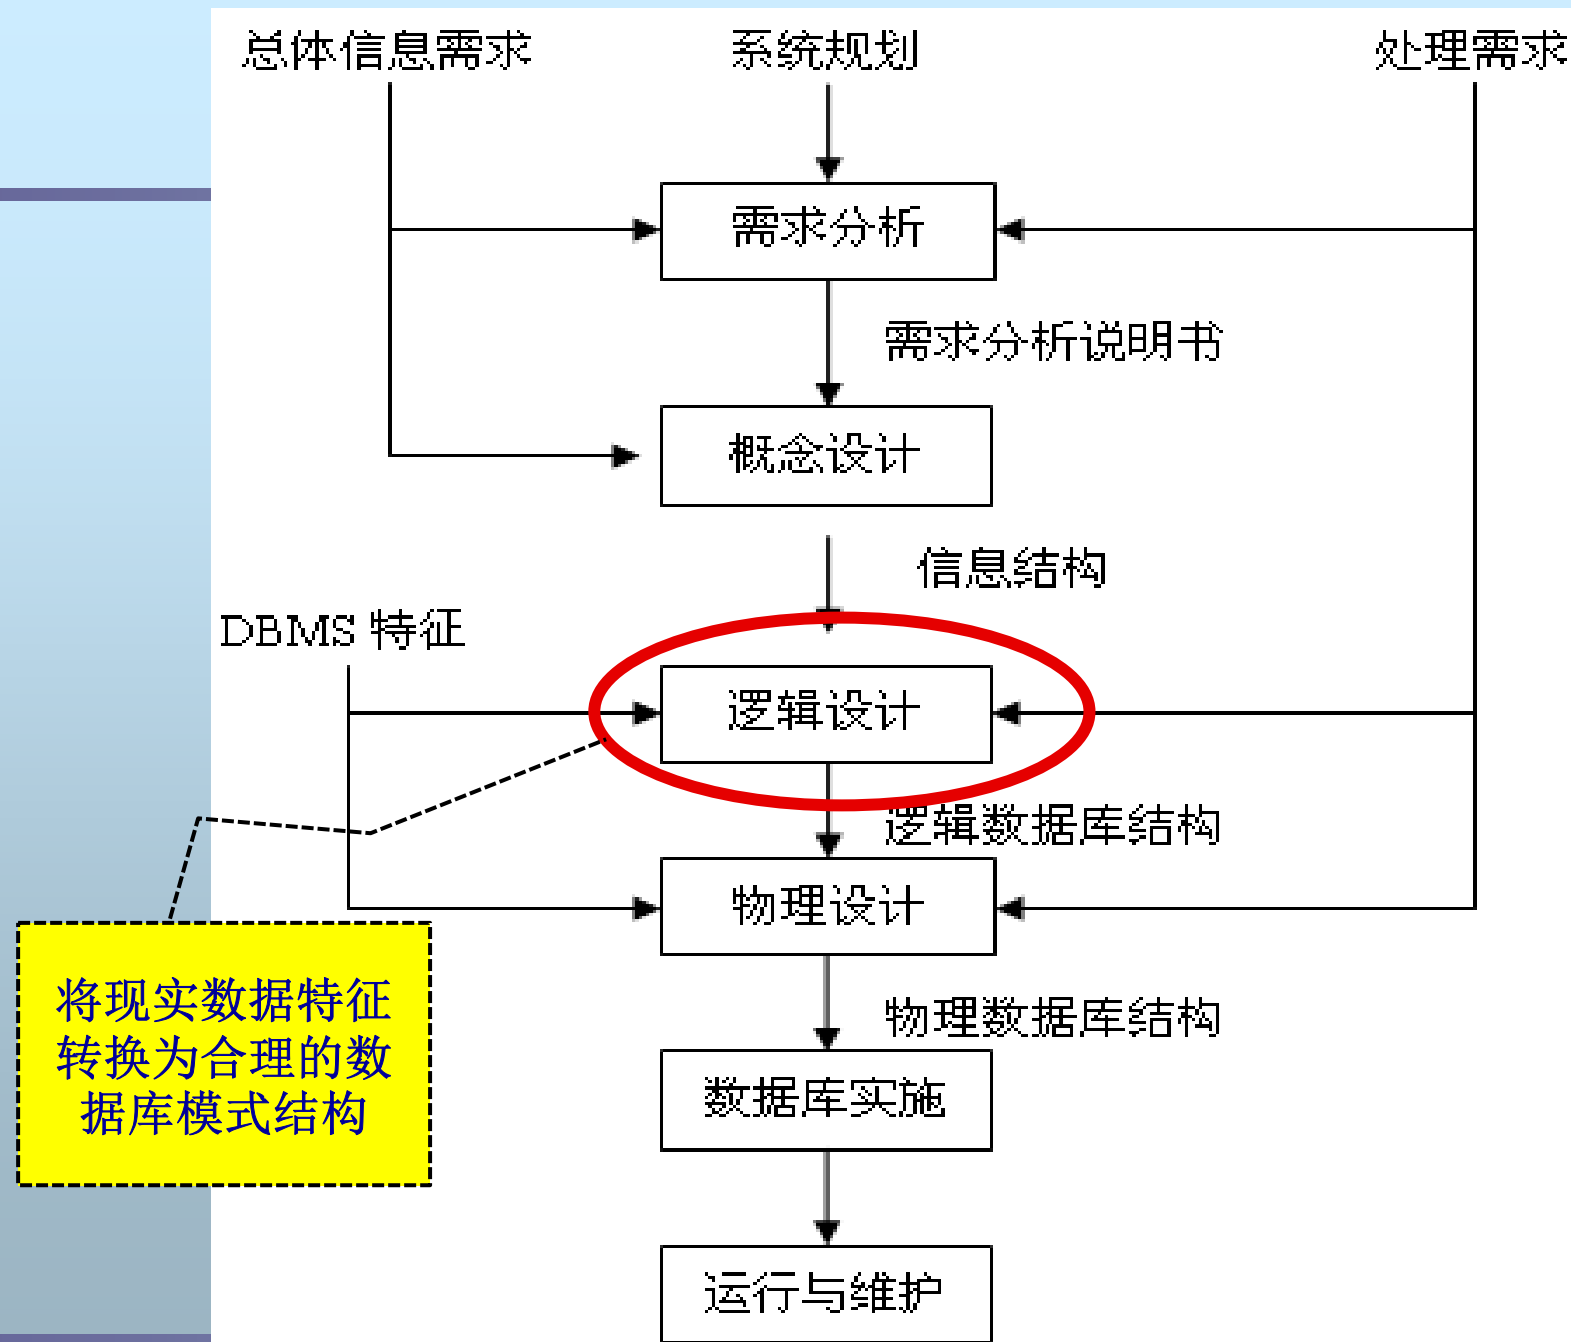 总体信息需求
系统规划
处理需求
需求分析
需求分析说明书
概念设计
信息结构
DBMS 特征
逻辑设计
逻辑数据库结构
物理设计
将现实数据特征
转换为合理的数
据库模式结构
物理数据库结构
数据库实施
运行与维护